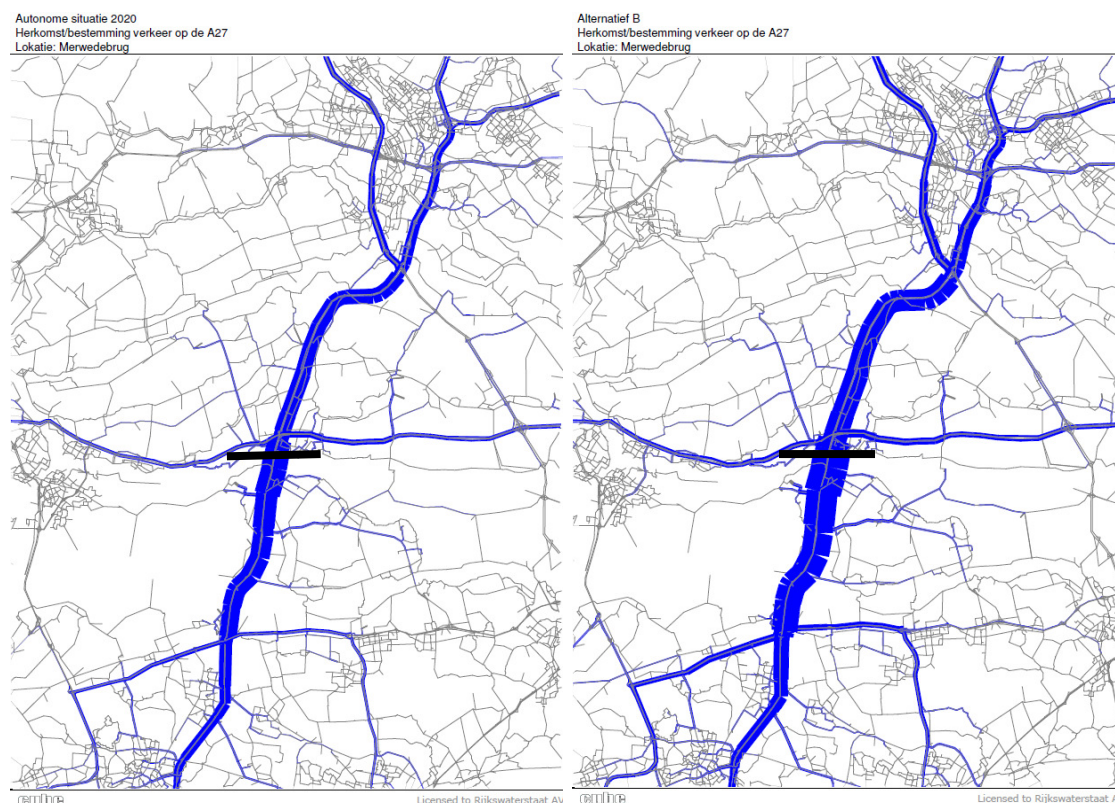 Autonome situatie 2020
Herkomst/bestemming verkeer op de A27
Lokatie: Merwedebrug
Alternatief B
Herkomst/bestemming verkeer op de A27
Lokatie: Merwedebrug
Licensed to Rijkswaterstaat AV
Licensed to Rijkswaterstaat A